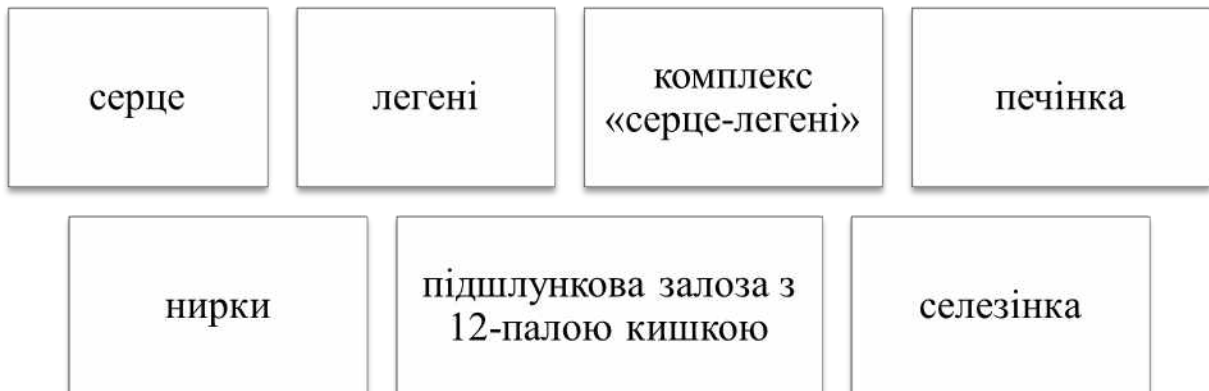 серце
легені
комплекс
«серце-легені»
печінка
нирки
підшлункова залоза з
12-палою кишкою
селезінка